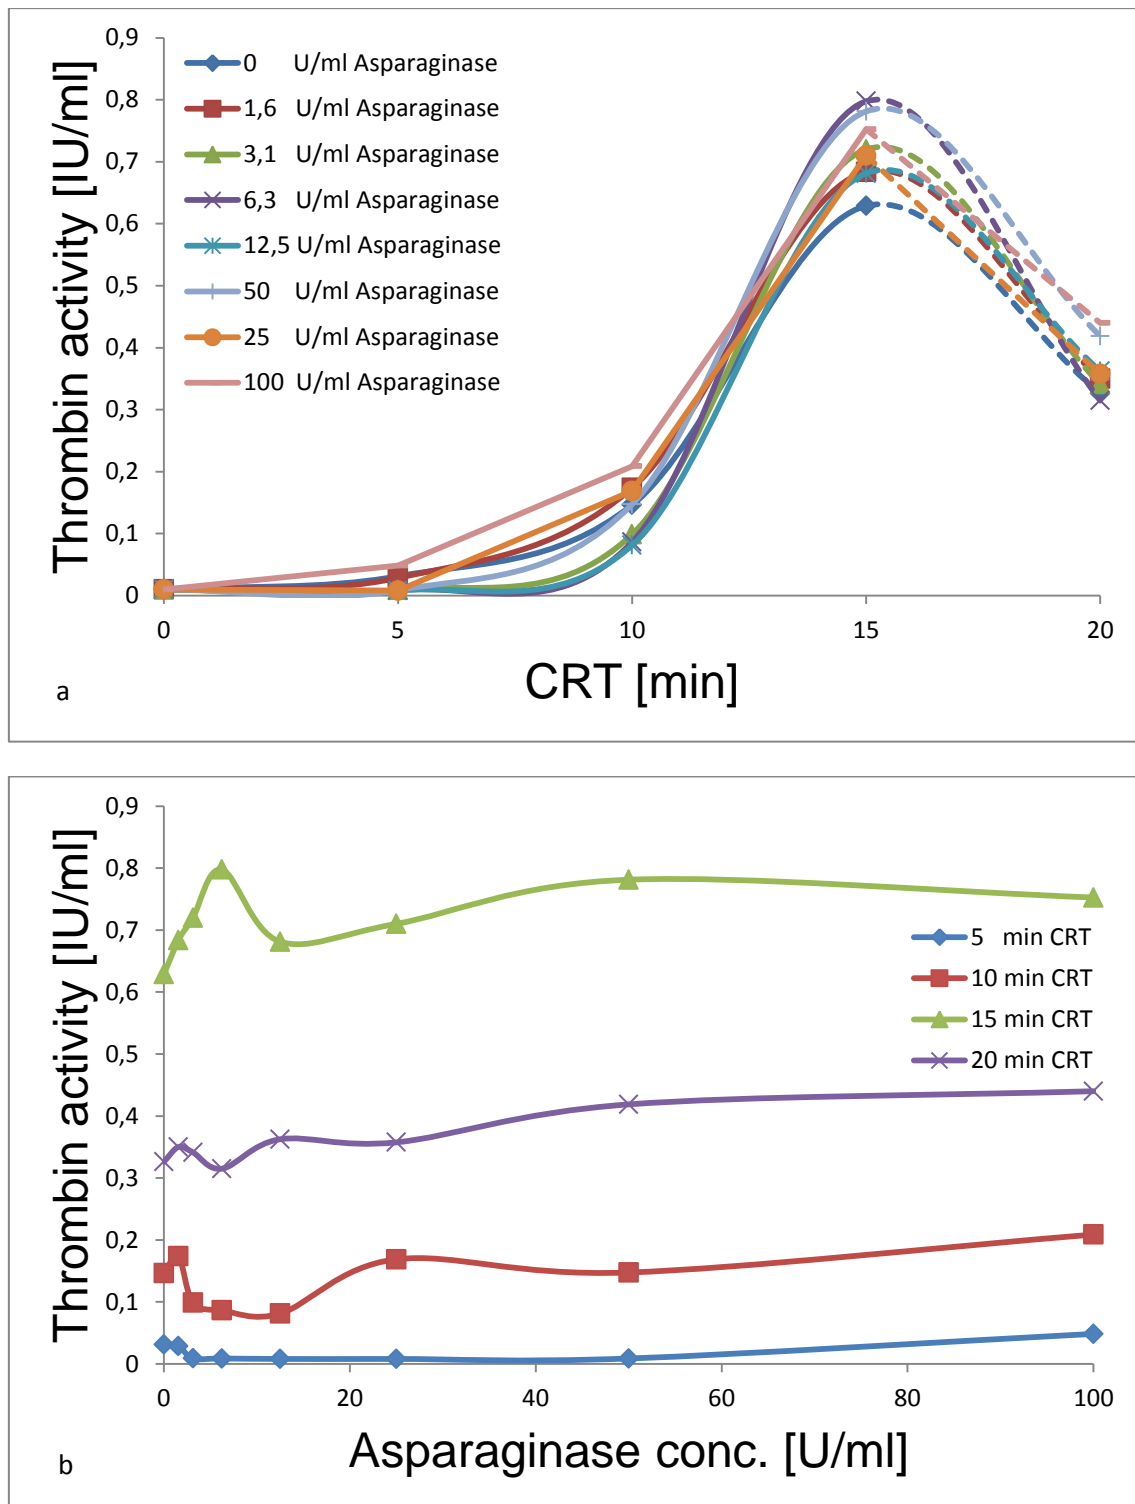 Thrombin activity [IU/ml]
0,9
0,8
0,7
0,6
0,5
0,4
0,3
0,2
0,1
0
0 U/ml Asparaginase
1,6 U/ml Asparaginase
3,1 U/ml Asparaginase
6,3 U/ml Asparaginase
12,5 U/ml Asparaginase
50 U/ml Asparaginase
25 U/ml Asparaginase
100 U/ml Asparaginase
0 5 10 15 20
CRT [min]
a
Thrombin activity [IU/ml]
0,9
0,8
0,7
0,6
0,5
0,4
0,3
0,2
0,1
0
5 min CRT
10 min CRT
15 min CRT
20 min CRT
0 20 40 60 80 100
Asparaginase conc. [U/ml]
b